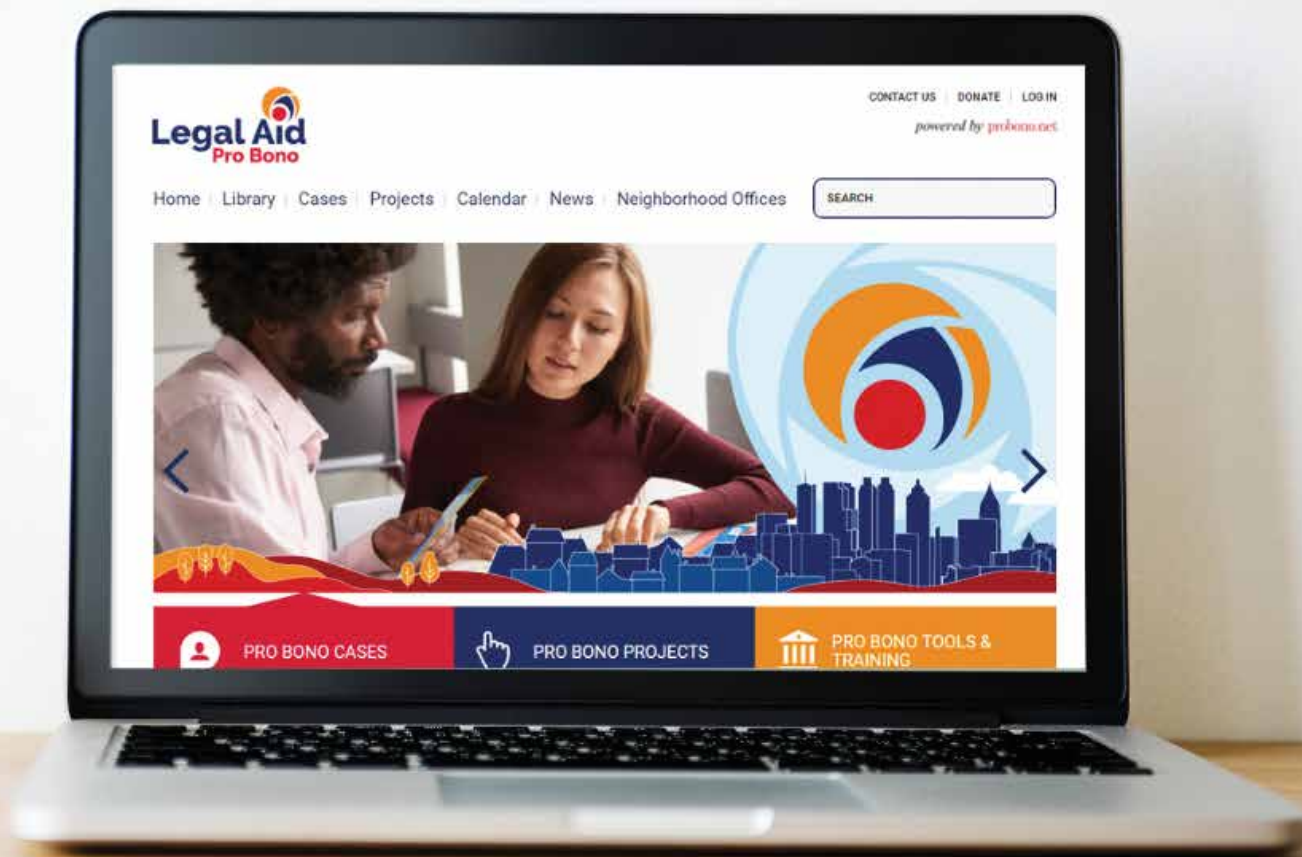 Legal Aid
Pro Bono
CONTACT US | DONATE | LOG IN
powered by probono.net
Home | Library | Cases | Projects | Calendar | News | Neighborhood Offices
SEARCH
PRO BONO CASES
PRO BONO PROJECTS
PRO BONO TOOLS &
TRAINING